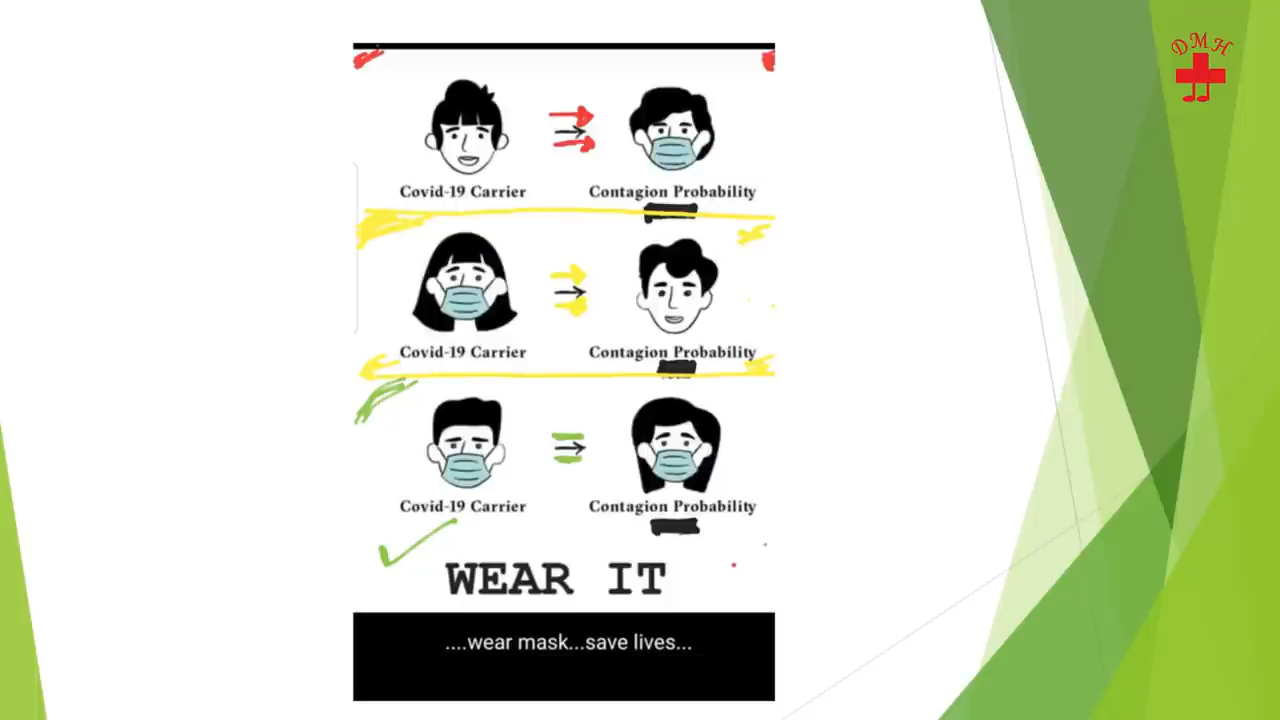 DMH
Covid-19 Carrier
Contagion Probability
Covid-19 Carrier
Contagion Probability
Covid-19 Carrier
Contagion Probability
WEAR IT
....wear mask...save lives...